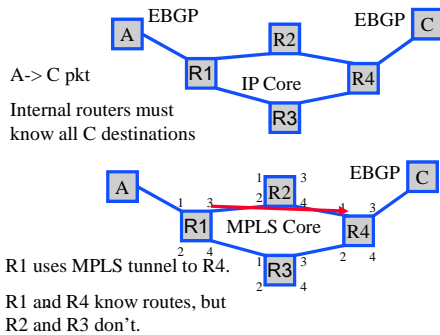 EBGP
EBGP
A
C
R2
R1
R4
A-> C pkt
IP Core
Internal routers must
know all C destinations
R3
A
EBGP
C
1 3
R2
2 4
1 3
R1
2 4
MPLS Core
1 3
R4
2 4
R1 uses MPLS tunnel to R4.
1 3
R3
2 4
R1 and R4 know routes, but
R2 and R3 don't.